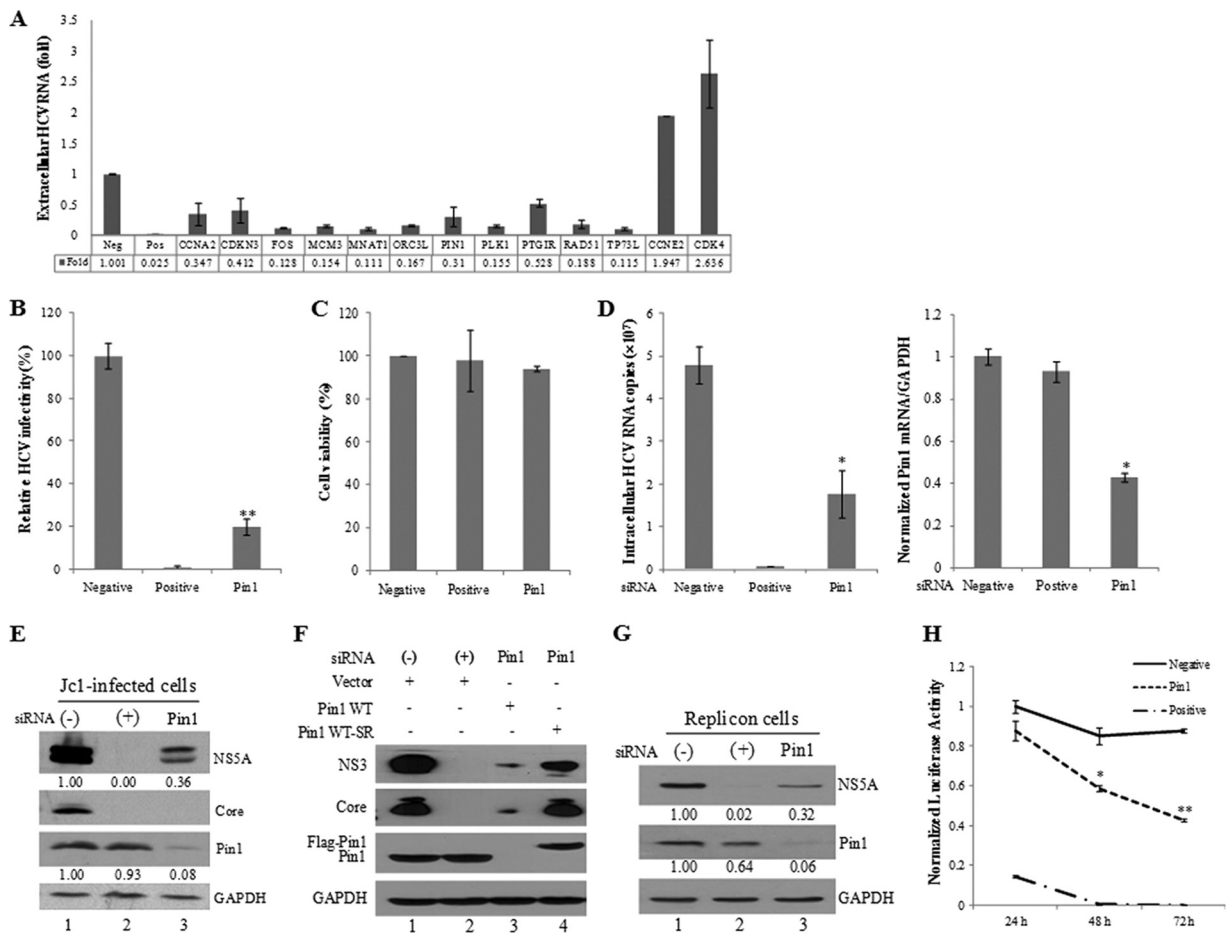 A
Extracellular HCV RNA (fold)
3.5
3
2.5
2
1.5
1
0.5
0
Neg Pos CCNA2 CDKN3 FOS MCM3 MNAT1 ORC3L PIN1 PLK1 PTGIR RAD51 TP73L CCNE2 CDK4
Fold 1.001 0.025 0.347 0.412 0.128 0.154 0.111 0.167 0.31 0.155 0.528 0.188 0.115 1.947 2.636
B
Relative HCV infectivity (%)
120
100
80
60
40
20
0
**
Negative Positive Pin1
C
Cell viability (%)
120
100
80
60
40
20
0
Negative Positive Pin1
D
Intracellular HCV RNA copies (×10⁷)
6
5
4
3
2
1
0
*
siRNA Negative Positive Pin1
Normalized Pin1 mRNA/GAPDH
1.2
1
0.8
0.6
0.4
0.2
0
*
siRNA Negative Postive Pin1
E
Jc1-infected cells
siRNA (-) (+) Pin1
NS5A
1.00 0.00 0.36
Core
Pin1
1.00 0.93 0.08
GAPDH
1 2 3
F
siRNA (-) (+) Pin1 Pin1
Vector + + - -
Pin1 WT - - + -
Pin1 WT-SR - - - +
NS3
Core
Flag-Pin1
Pin1
GAPDH
1 2 3 4
G
Replicon cells
siRNA (-) (+) Pin1
NS5A
1.00 0.02 0.32
Pin1
1.00 0.64 0.06
GAPDH
1 2 3
H
Normalized Luciferase Activity
1.2
1
0.8
0.6
0.4
0.2
0
Negative
Pin1
Positive
*
**
24 h 48 h 72 h